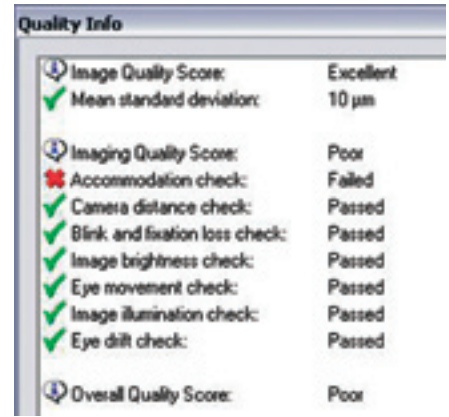 Quality Info
Image Quality Score: Excellent
Mean standard deviation: 10 µm
Imaging Quality Score: Poor
Accommodation check: Failed
Camera distance check: Passed
Blink and fixation loss check: Passed
Image brightness check: Passed
Eye movement check: Passed
Image illumination check: Passed
Eye drift check: Passed
Overall Quality Score: Poor